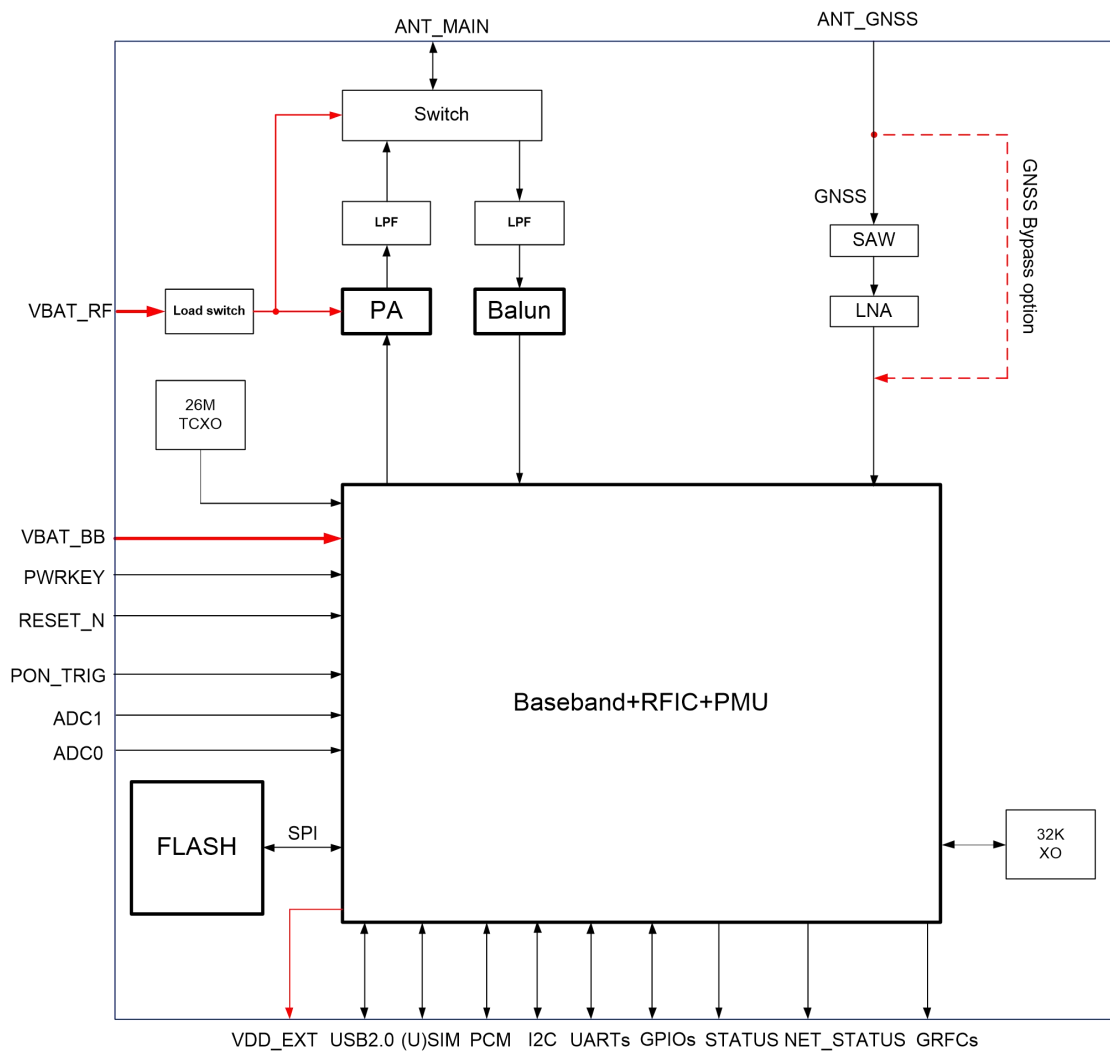 ANT_MAIN
ANT_GNSS
Switch
GNSS Bypass option
LPF
LPF
GNSS
SAW
VBAT_RF
Load switch
PA
Balun
LNA
26M
TCXO
VBAT_BB
PWRKEY
RESET_N
PON_TRIG
ADC1
ADC0
Baseband+RFIC+PMU
FLASH
SPI
32K
XO
VDD_EXT
USB2.0
(U)SIM
PCM
I2C
UARTs
GPIOs
STATUS
NET_STATUS
GRFCs